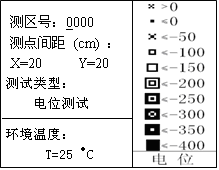 测区号：0000
测点间距（cm）：
X=20 Y=20
测试类型：
电位测试
环境温度：
T=25 ℃
>0
<0
<-50
<-100
<-150
<-200
<-250
<-300
<-350
<-400
电 位